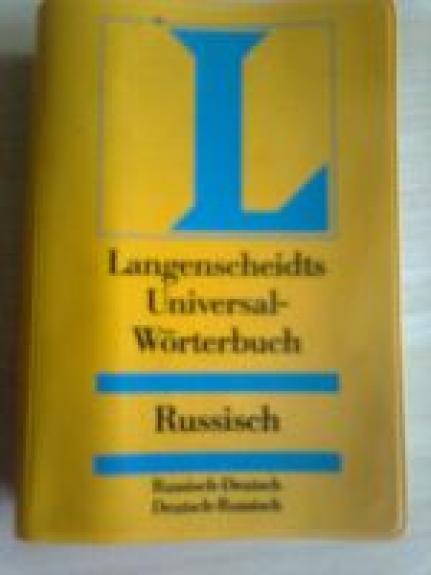 L
Langenscheidts
Universal-
Wörterbuch
Russisch
Russisch-Deutsch
Deutsch-Russisch